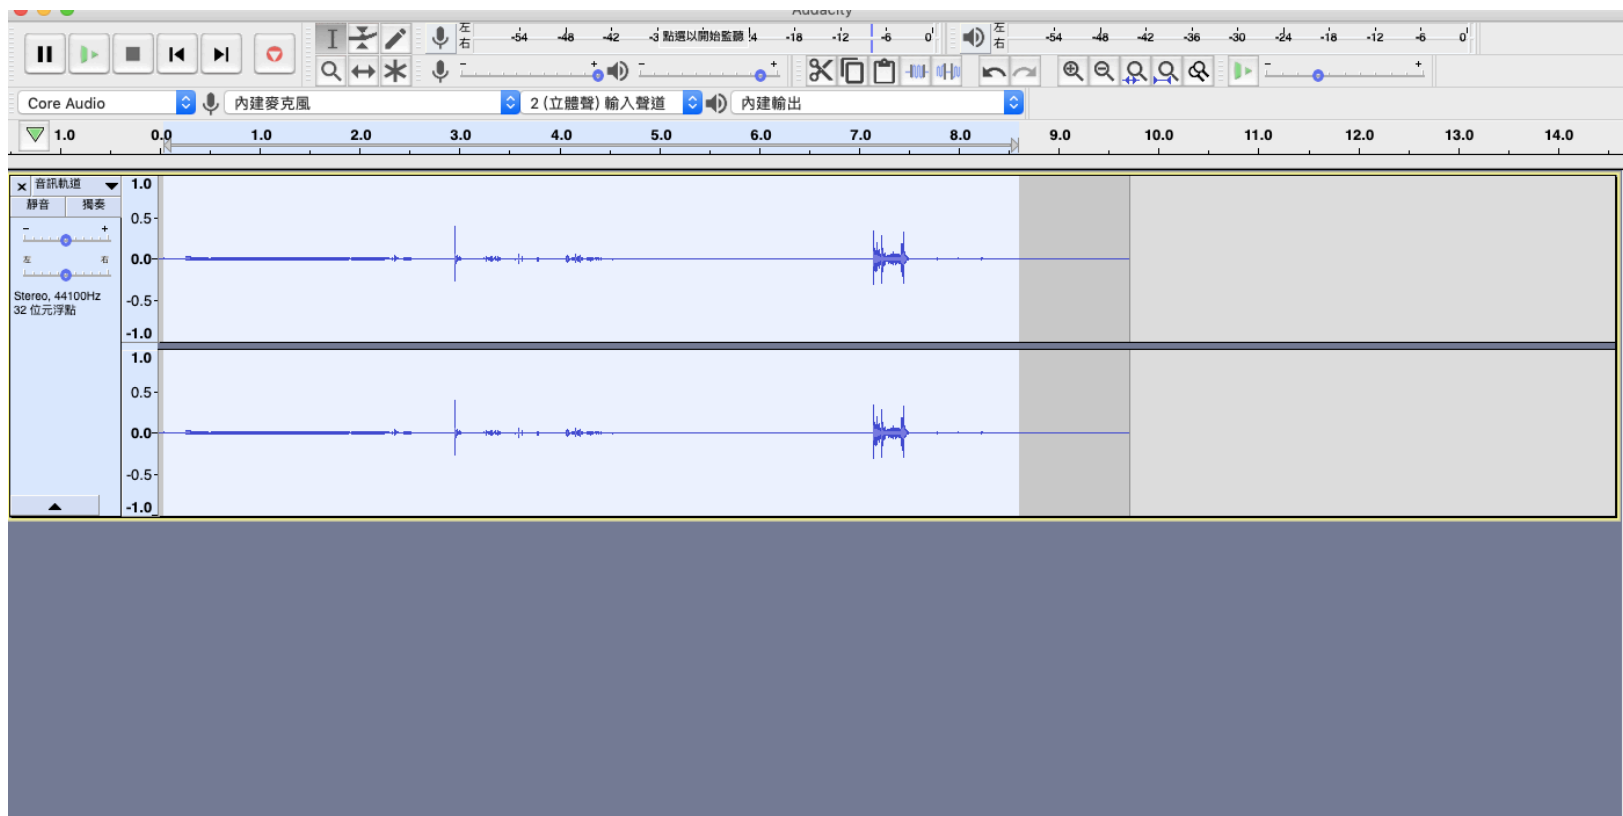 Audacity
左 -54 -48 -42 -3 點選以開始監聽 !4 -18 -12 -6 0
右
左 -54 -48 -42 -36 -30 -24 -18 -12 -6 0
右
- + - + - +
Core Audio 內建麥克風 2 (立體聲) 輸入聲道 內建輸出
1.0 0.0 1.0 2.0 3.0 4.0 5.0 6.0 7.0 8.0 9.0 10.0 11.0 12.0 13.0 14.0
× 音訊軌道 1.0
靜音 獨奏
0.5
- +
左 右 0.0
Stereo, 44100Hz
-0.5
32 位元浮點
-1.0
1.0
0.5
0.0
-0.5
-1.0